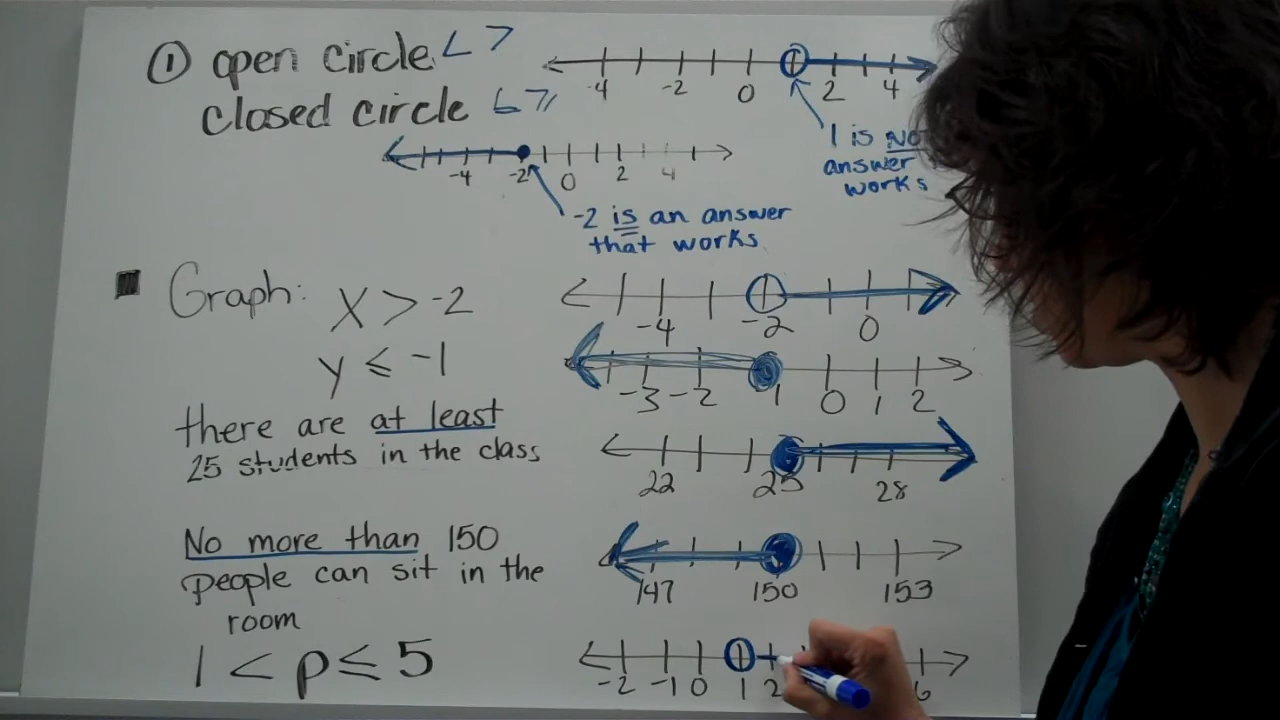 ① open circle < >
closed circle ≤ ≥
-4 -2 0 2 4
1 is NO
answer
works
-4 -2 0 2 4
-2 is an answer
that works
Graph: x > -2
-4 -2 0
y ≤ -1
-3 -2 -1 0 1 2
there are at least
25 students in the class
22 25 28
No more than 150
people can sit in the
room
147 150 153
1 < p ≤ 5
-2 -1 0 1 2 6